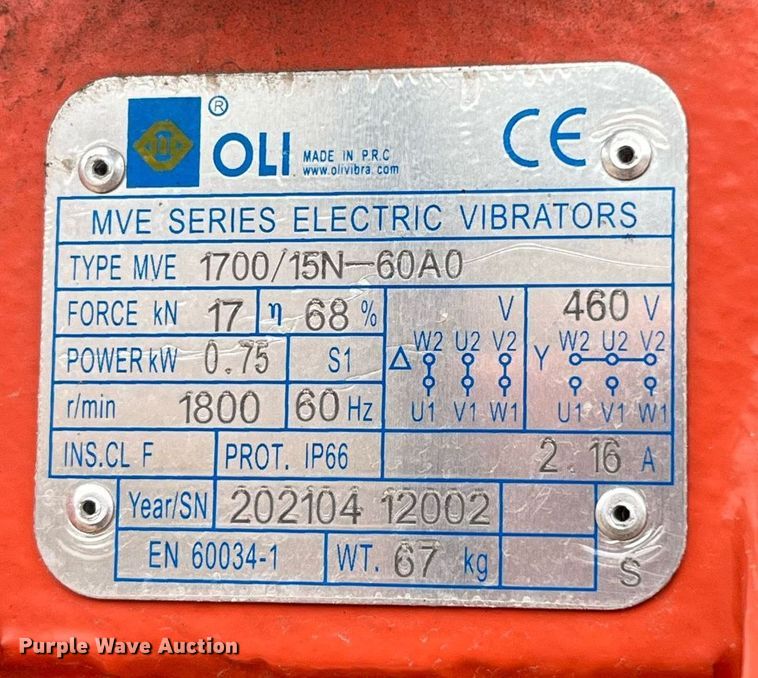 ® OLI MADE IN P.R.C
www.olivibra.com
CE
MVE SERIES ELECTRIC VIBRATORS
TYPE MVE 1700/15N-60A0
FORCE kN 17 η 68 % V 460 V
POWER kW 0.75 S1 Δ W2 U2 V2 Y W2 U2 V2
r/min 1800 60 Hz U1 V1 W1 U1 V1 W1
INS.CL F PROT. IP66 2.16 A
Year/SN 202104 12002
EN 60034-1 WT. 67 kg S
Purple Wave Auction